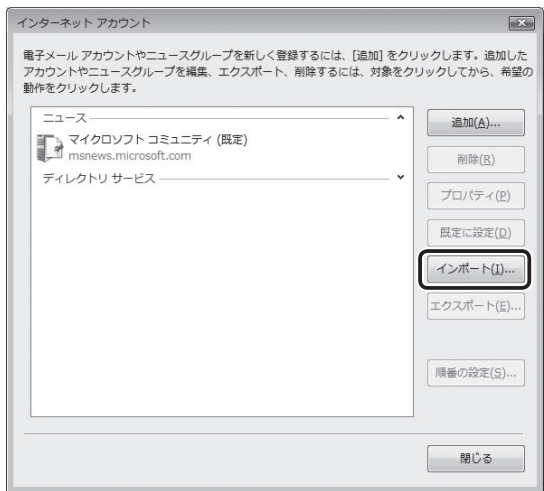 インターネット アカウント
電子メール アカウントやニュースグループを新しく登録するには、[追加] をクリックします。追加した
アカウントやニュースグループを編集、エクスポート、削除するには、対象をクリックしてから、希望の
動作をクリックします。
ニュース
マイクロソフト コミュニティ (既定)
msnews.microsoft.com
ディレクトリ サービス
追加(A)...
削除(R)
プロパティ(P)
既定に設定(D)
インポート(I)...
エクスポート(E)...
順番の設定(S)...
閉じる